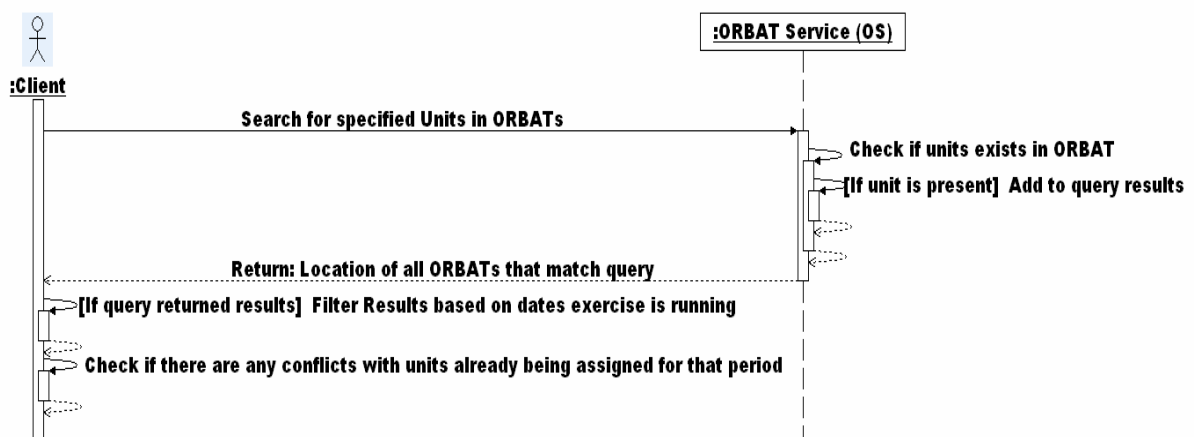 :ORBAT Service (OS)
:Client
Search for specified Units in ORBATs
Check if units exists in ORBAT
[If unit is present] Add to query results
Return: Location of all ORBATs that match query
[If query returned results] Filter Results based on dates exercise is running
Check if there are any conflicts with units already being assigned for that period